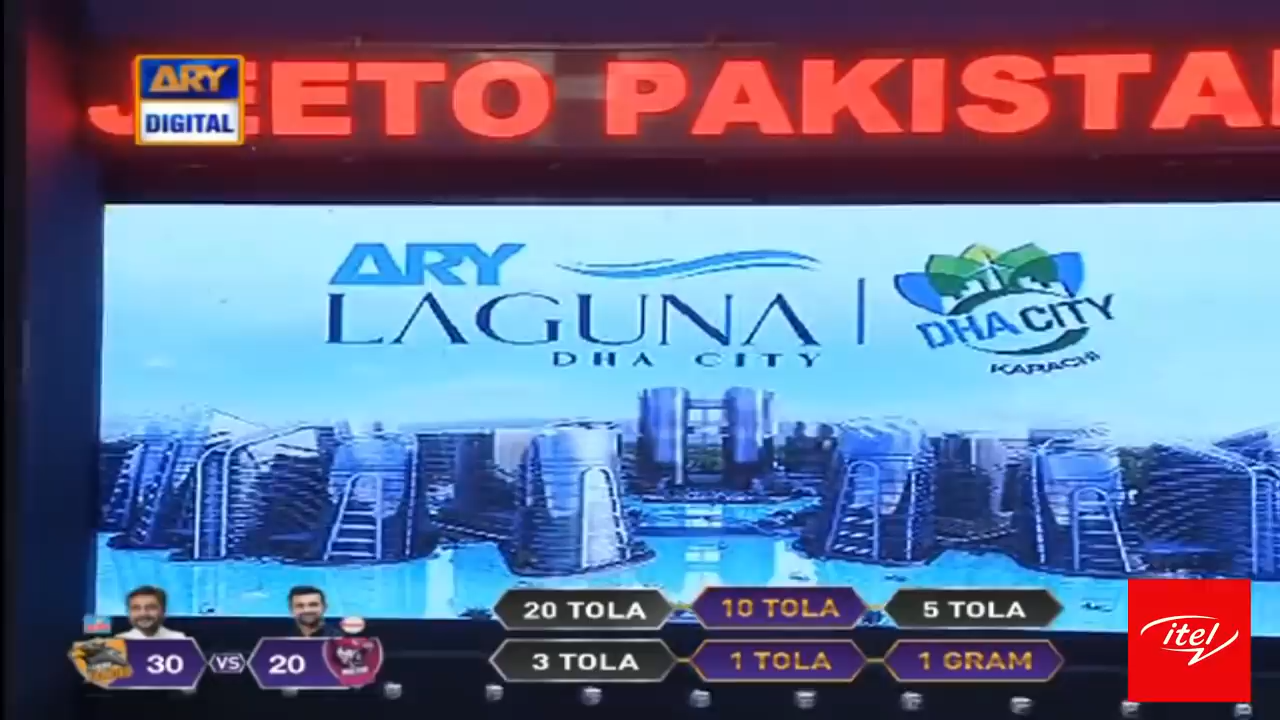 JEETO PAKISTA
ARY
DIGITAL
ARY
LAGUNA
DHA CITY
DHA CITY
KARACHI
20 TOLA
10 TOLA
5 TOLA
30
VS
20
3 TOLA
1 TOLA
1 GRAM
itel